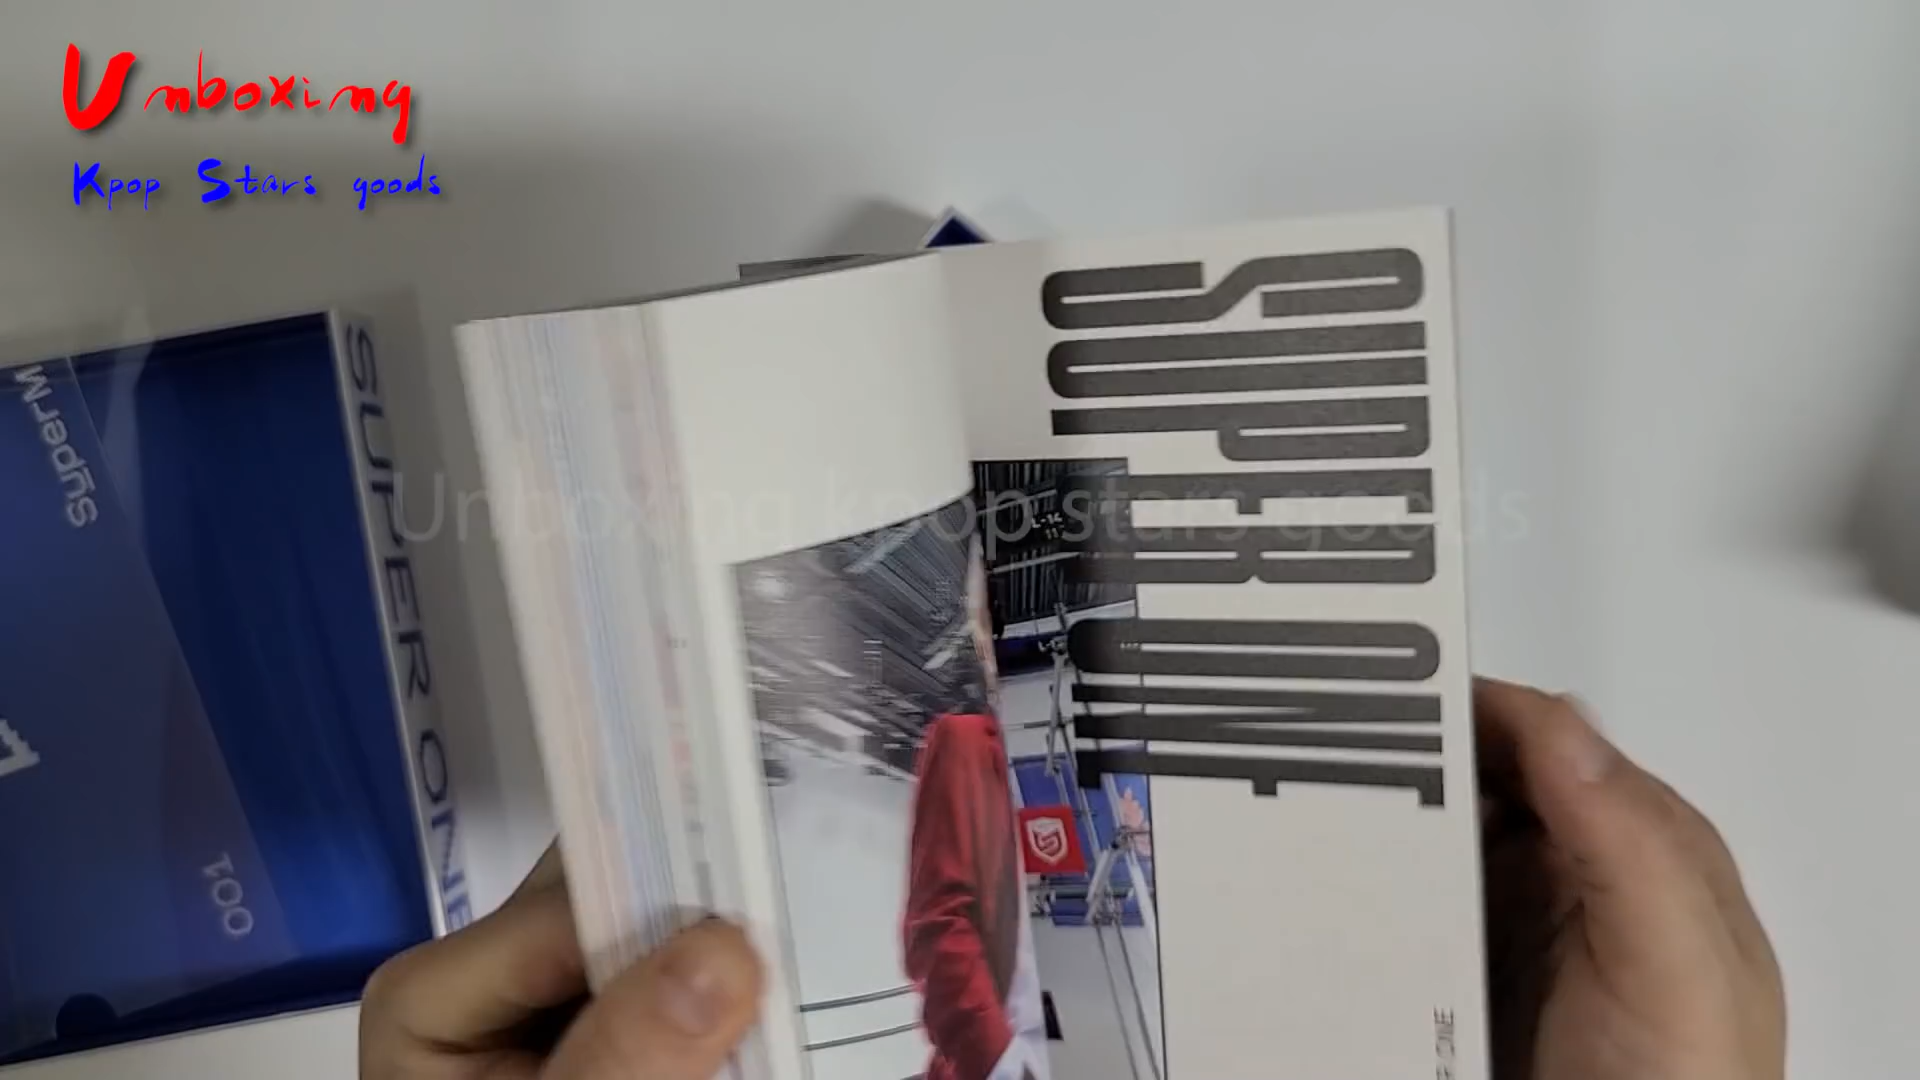 Unboxing
Kpop Stars goods
SuperM
001
SUPER ONE
Unboxing kpop stars goods
SUPER ONE